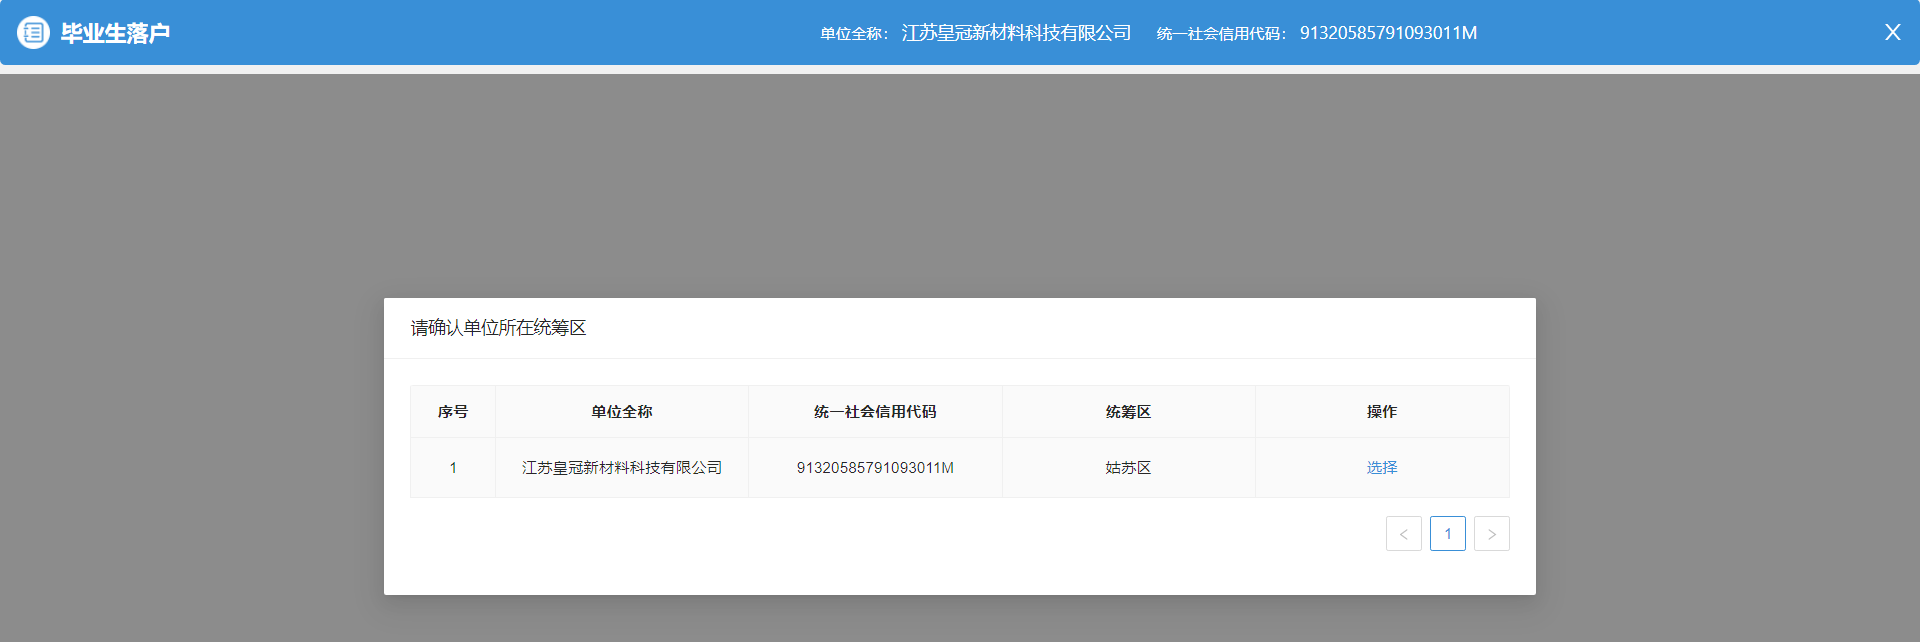 毕业生落户
单位全称： 江苏皇冠新材料科技有限公司 统一社会信用代码： 91320585791093011M X
请确认单位所在统筹区
序号 单位全称 统一社会信用代码 统筹区 操作
1 江苏皇冠新材料科技有限公司 91320585791093011M 姑苏区 选择
< 1 >